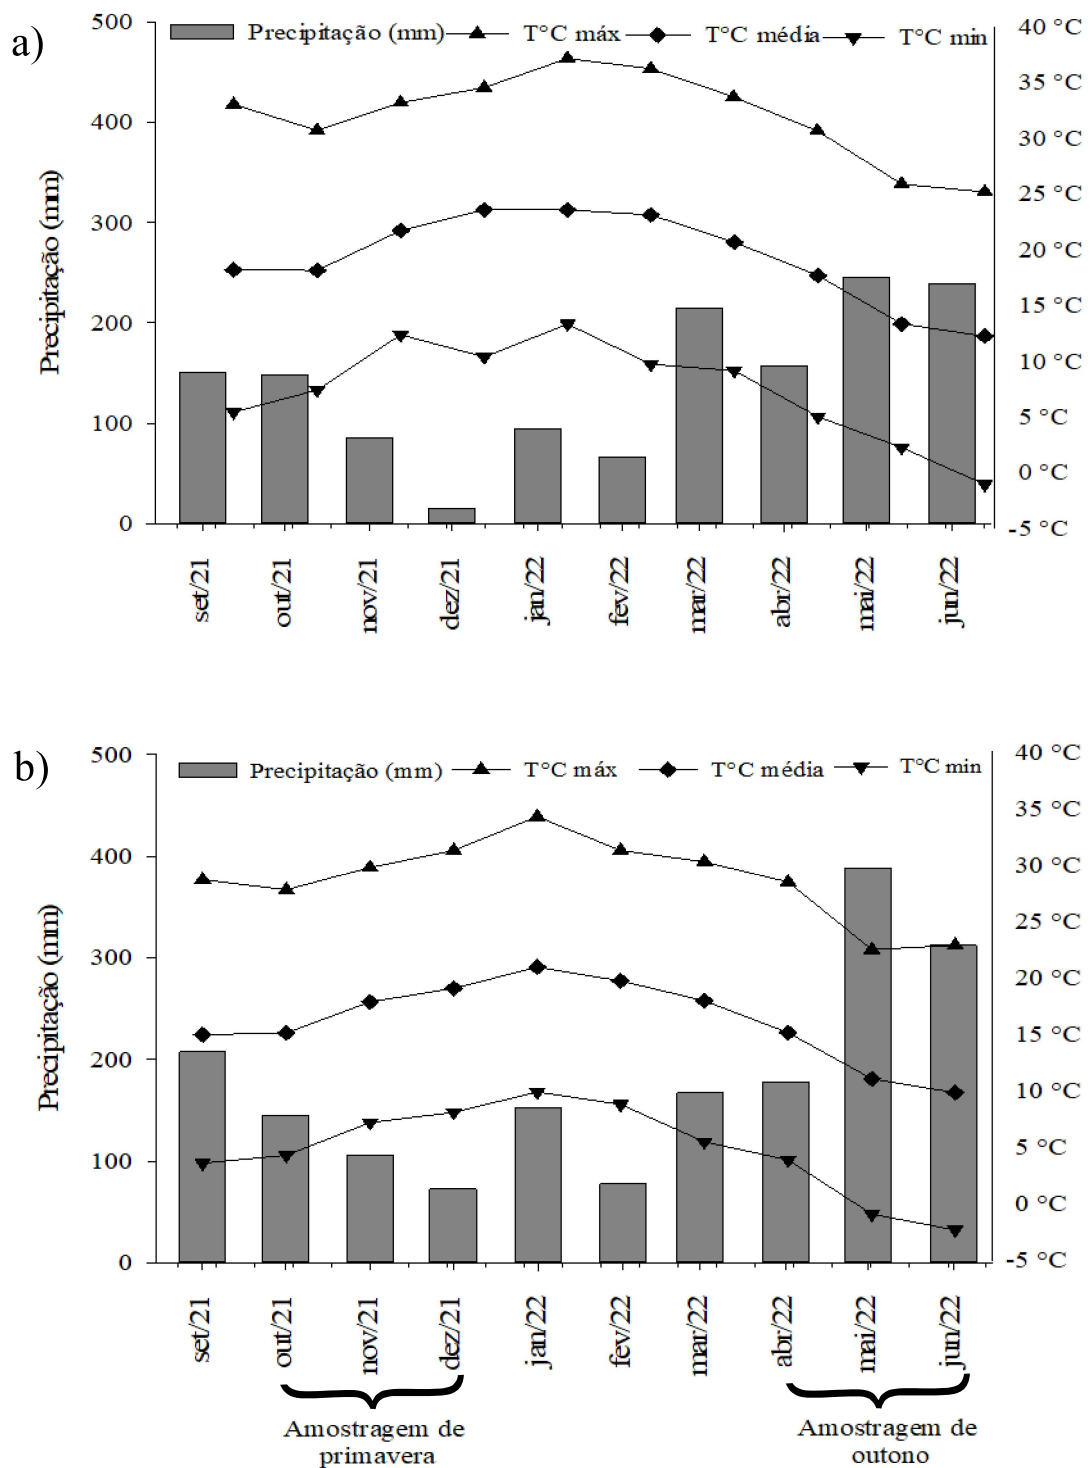 a)
Precipitação (mm) T°C máx T°C média T°C min
Precipitação (mm)
500
400
300
200
100
0
40 °C
35 °C
30 °C
25 °C
20 °C
15 °C
10 °C
5 °C
0 °C
-5 °C
set/21
out/21
nov/21
dez/21
jan/22
fev/22
mar/22
abr/22
mai/22
jun/22
b)
Precipitação (mm) T°C máx T°C média T°C min
Precipitação (mm)
500
400
300
200
100
0
40 °C
35 °C
30 °C
25 °C
20 °C
15 °C
10 °C
5 °C
0 °C
-5 °C
set/21
out/21
nov/21
dez/21
jan/22
fev/22
mar/22
abr/22
mai/22
jun/22
Amostragem de
primavera
Amostragem de
outono